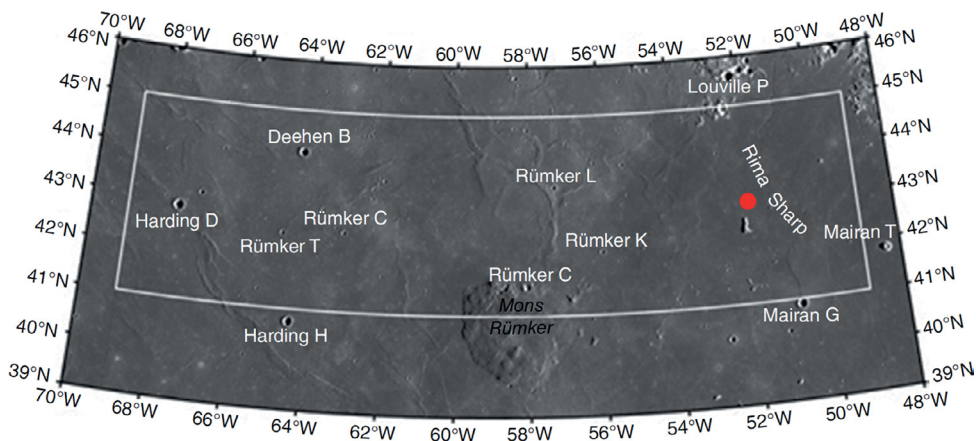 70°W 68°W 66°W 64°W 62°W 60°W 58°W 56°W 54°W 52°W 50°W 48°W
46°N 46°N
45°N 45°N
44°N 44°N
43°N 43°N
42°N 42°N
41°N 41°N
40°N 40°N
39°N 39°N
Louville P
Deehen B
Rümker L
Rima Sharp
Harding D
Rümker C
Rümker T
Rümker K
Mairan T
Rümker C
Mons
Rümker
Mairan G
Harding H
70°W 68°W 66°W 64°W 62°W 60°W 58°W 56°W 54°W 52°W 50°W 48°W